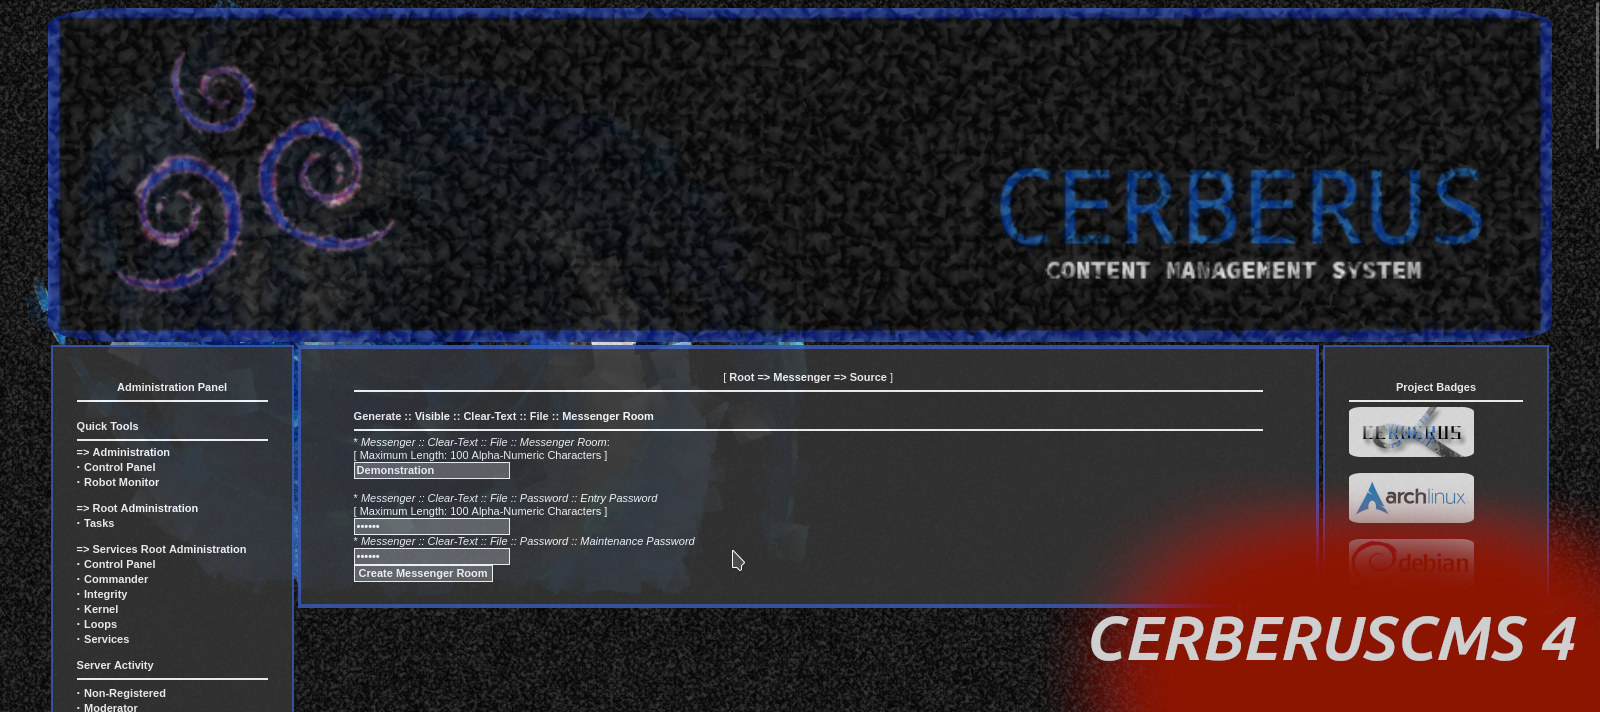 CERBERUS
CONTENT MANAGEMENT SYSTEM
Administration Panel
Quick Tools
=> Administration
· Control Panel
· Robot Monitor
=> Root Administration
· Tasks
=> Services Root Administration
· Control Panel
· Commander
· Integrity
· Kernel
· Loops
· Services
Server Activity
· Non-Registered
· Moderator
[ Root => Messenger => Source ]
Generate :: Visible :: Clear-Text :: File :: Messenger Room
* Messenger :: Clear-Text :: File :: Messenger Room:
[ Maximum Length: 100 Alpha-Numeric Characters ]
Demonstration
* Messenger :: Clear-Text :: File :: Password :: Entry Password
[ Maximum Length: 100 Alpha-Numeric Characters ]
••••••
* Messenger :: Clear-Text :: File :: Password :: Maintenance Password
••••••
Create Messenger Room
Project Badges
CERBERUS
archlinux
debian
CERBERUSCMS 4